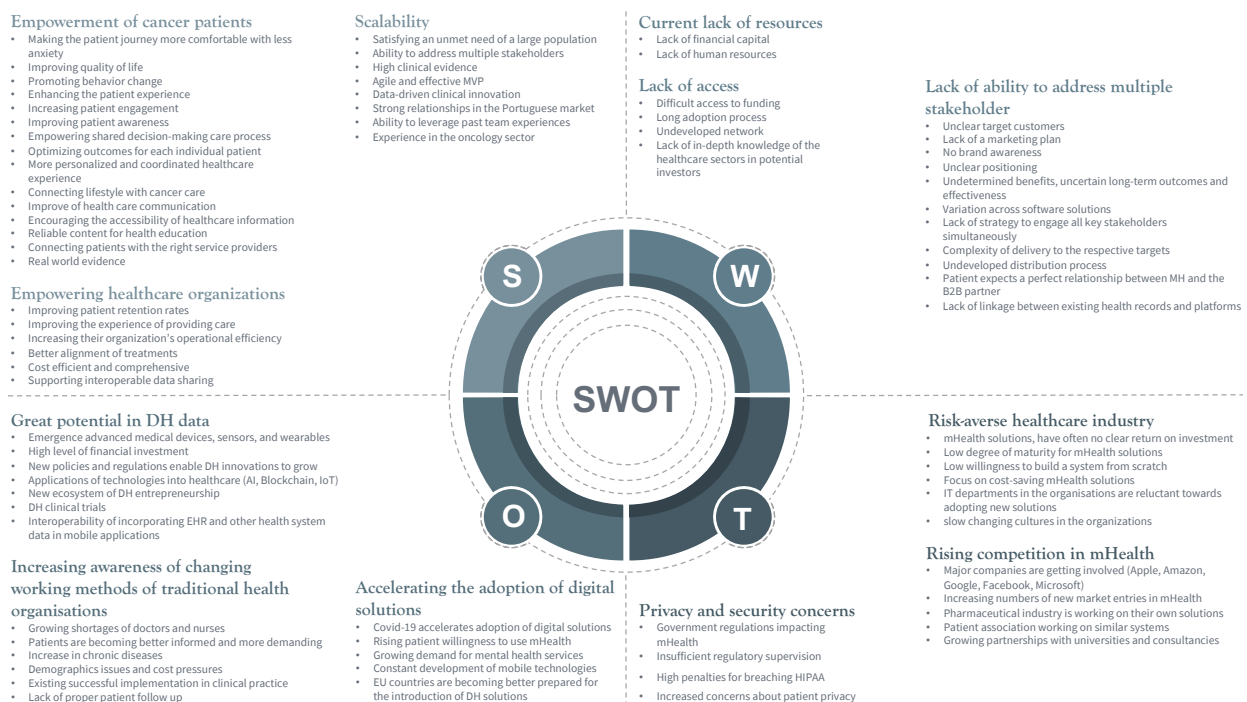 Empowerment of cancer patients
• Making the patient journey more comfortable with less
anxiety
• Improving quality of life
• Promoting behavior change
• Enhancing the patient experience
• Increasing patient engagement
• Improving patient awareness
• Empowering shared decision-making care process
• Optimizing outcomes for each individual patient
• More personalized and coordinated healthcare
experience
• Connecting lifestyle with cancer care
• Improve of health care communication
• Encouraging the accessibility of healthcare information
• Reliable content for health education
• Connecting patients with the right service providers
• Real world evidence
Empowering healthcare organizations
• Improving patient retention rates
• Improving the experience of providing care
• Increasing their organization's operational efficiency
• Better alignment of treatments
• Cost efficient and comprehensive
• Supporting interoperable data sharing
Scalability
• Satisfying an unmet need of a large population
• Ability to address multiple stakeholders
• High clinical evidence
• Agile and effective MVP
• Data-driven clinical innovation
• Strong relationships in the Portuguese market
• Ability to leverage past team experiences
• Experience in the oncology sector
Current lack of resources
• Lack of financial capital
• Lack of human resources
Lack of access
• Difficult access to funding
• Long adoption process
• Undeveloped network
• Lack of in-depth knowledge of the
healthcare sectors in potential
investors
Lack of ability to address multiple
stakeholder
• Unclear target customers
• Lack of a marketing plan
• No brand awareness
• Unclear positioning
• Undetermined benefits, uncertain long-term outcomes and
effectiveness
• Variation across software solutions
• Lack of strategy to engage all key stakeholders
simultaneously
• Complexity of delivery to the respective targets
• Undeveloped distribution process
• Patient expects a perfect relationship between MH and the
B2B partner
• Lack of linkage between existing health records and platforms
S
W
SWOT
O
T
Great potential in DH data
• Emergence advanced medical devices, sensors, and wearables
• High level of financial investment
• New policies and regulations enable DH innovations to grow
• Applications of technologies into healthcare (AI, Blockchain, IoT)
• New ecosystem of DH entrepreneurship
• DH clinical trials
• Interoperability of incorporating EHR and other health system
data in mobile applications
Increasing awareness of changing
working methods of traditional health
organisations
• Growing shortages of doctors and nurses
• Patients are becoming better informed and more demanding
• Increase in chronic diseases
• Demographics issues and cost pressures
• Existing successful implementation in clinical practice
• Lack of proper patient follow up
Accelerating the adoption of digital
solutions
• Covid-19 accelerates adoption of digital solutions
• Rising patient willingness to use mHealth
• Growing demand for mental health services
• Constant development of mobile technologies
• EU countries are becoming better prepared for
the introduction of DH solutions
Privacy and security concerns
• Government regulations impacting
mHealth
• Insufficient regulatory supervision
• High penalties for breaching HIPAA
• Increased concerns about patient privacy
Risk-averse healthcare industry
• mHealth solutions, have often no clear return on investment
• Low degree of maturity for mHealth solutions
• Low willingness to build a system from scratch
• Focus on cost-saving mHealth solutions
• IT departments in the organisations are reluctant towards
adopting new solutions
• slow changing cultures in the organizations
Rising competition in mHealth
• Major companies are getting involved (Apple, Amazon,
Google, Facebook, Microsoft)
• Increasing numbers of new market entries in mHealth
• Pharmaceutical industry is working on their own solutions
• Patient association working on similar systems
• Growing partnerships with universities and consultancies